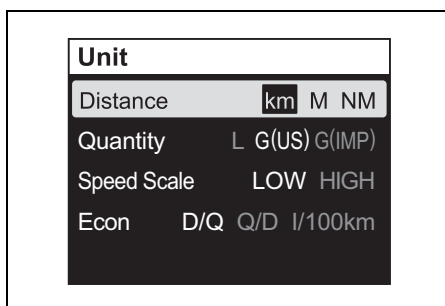 Unit
Distance km M NM
Quantity L G(US) G(IMP)
Speed Scale LOW HIGH
Econ D/Q Q/D l/100km